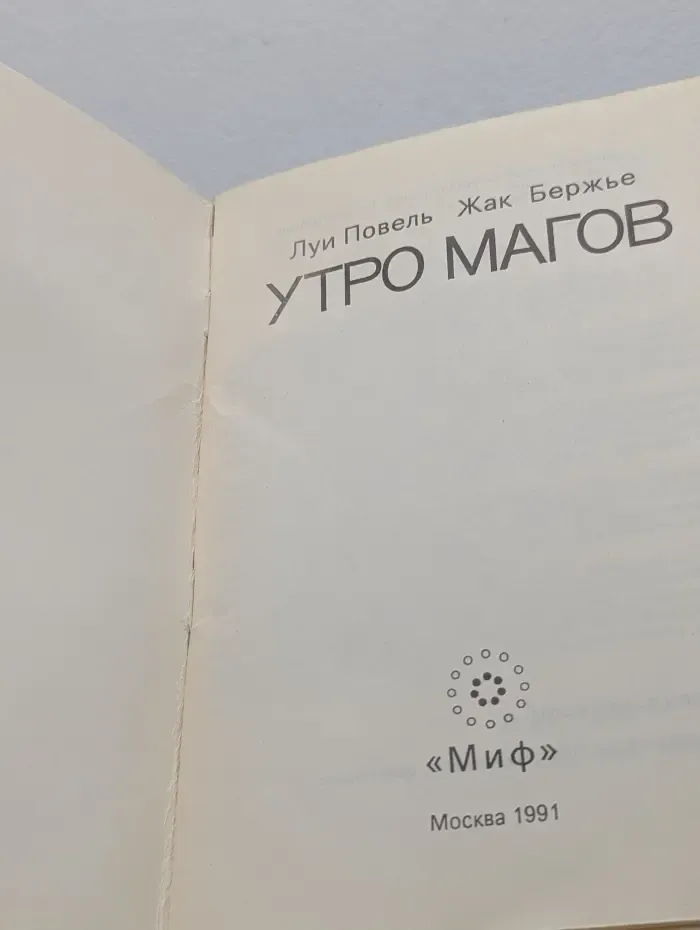 Луи Повель Жак Бержье
УТРО МАГОВ
«Миф»
Москва 1991